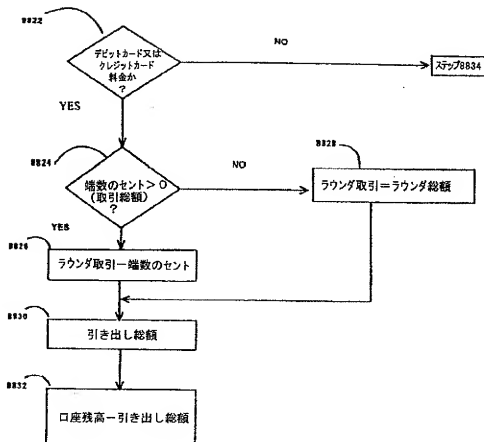 8822
デビットカード又は
クレジットカード
料金か
?
NO
ステップ8834
YES
8824
端数のセント>0
(取引総額)
?
NO
8828
ラウンダ取引=ラウンダ総額
YES
8826
ラウンダ取引-端数のセント
8830
引き出し総額
8832
口座残高-引き出し総額